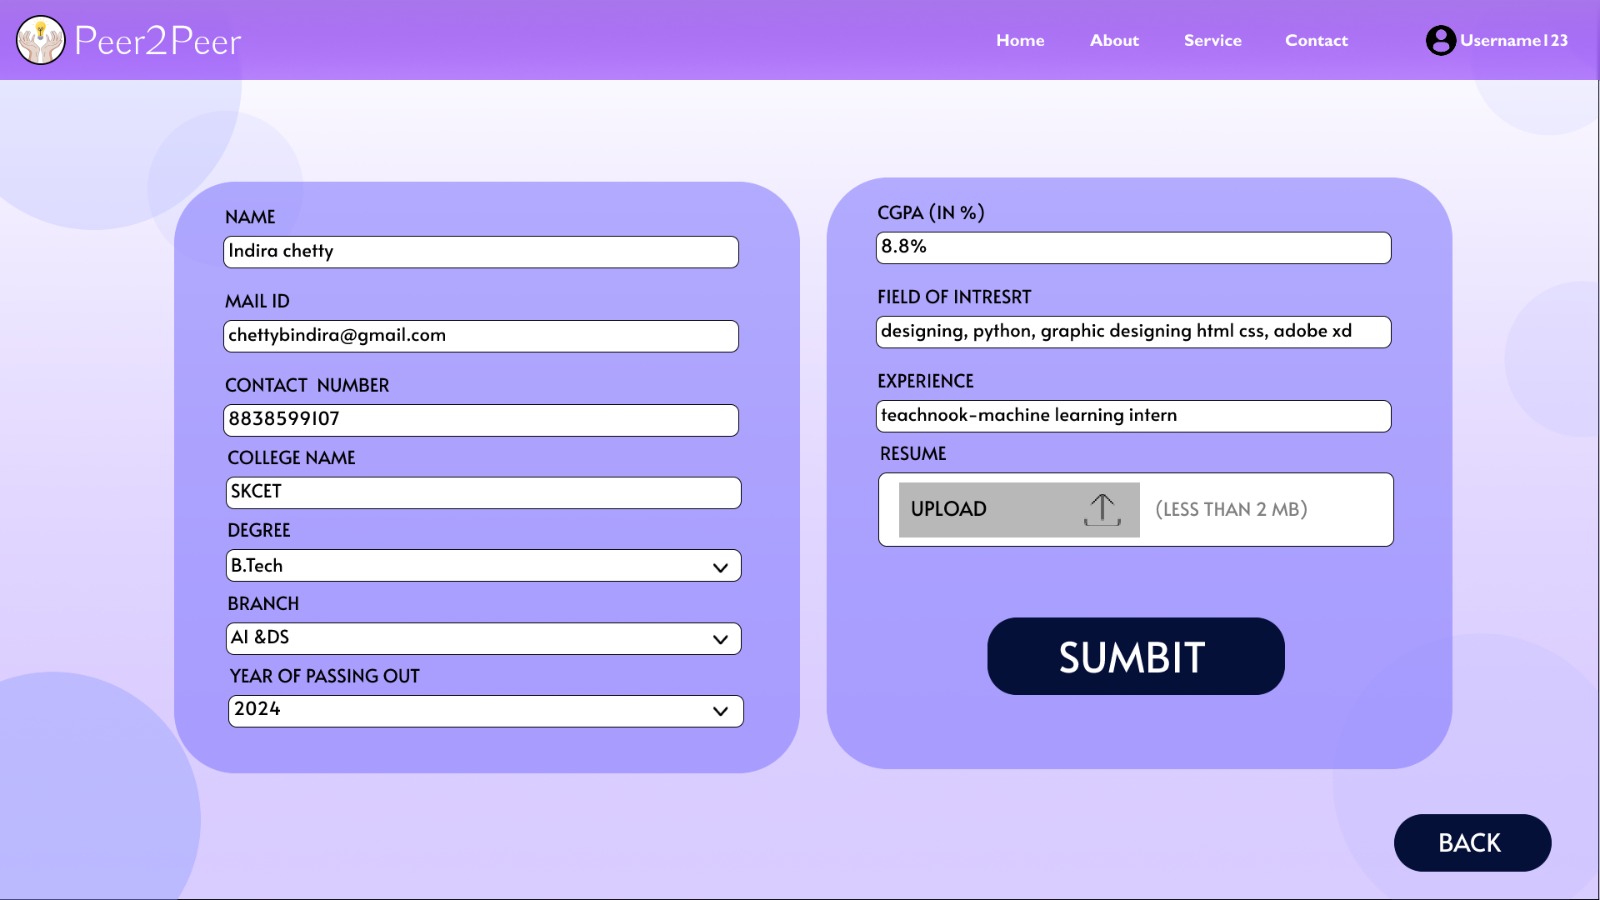 Peer2Peer
Home About Service Contact Username123
NAME
Indira chetty
MAIL ID
chettybindira@gmail.com
CONTACT NUMBER
8838599107
COLLEGE NAME
SKCET
DEGREE
B.Tech
BRANCH
AI &DS
YEAR OF PASSING OUT
2024
CGPA (IN %)
8.8%
FIELD OF INTRESRT
designing, python, graphic designing html css, adobe xd
EXPERIENCE
teachnook-machine learning intern
RESUME
UPLOAD (LESS THAN 2 MB)
SUMBIT
BACK